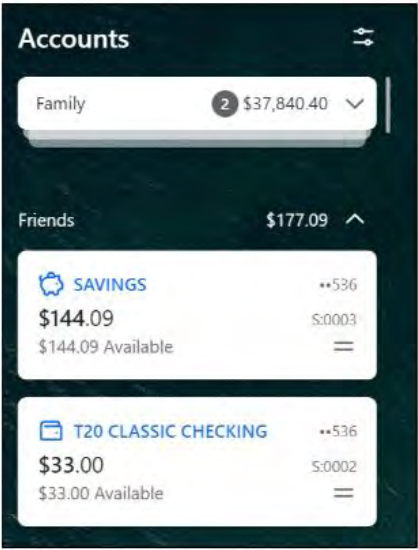 Accounts
Family 2 $37,840.40
Friends $177.09
SAVINGS ••536
$144.09 S:0003
$144.09 Available
T20 CLASSIC CHECKING ••536
$33.00 S:0002
$33.00 Available